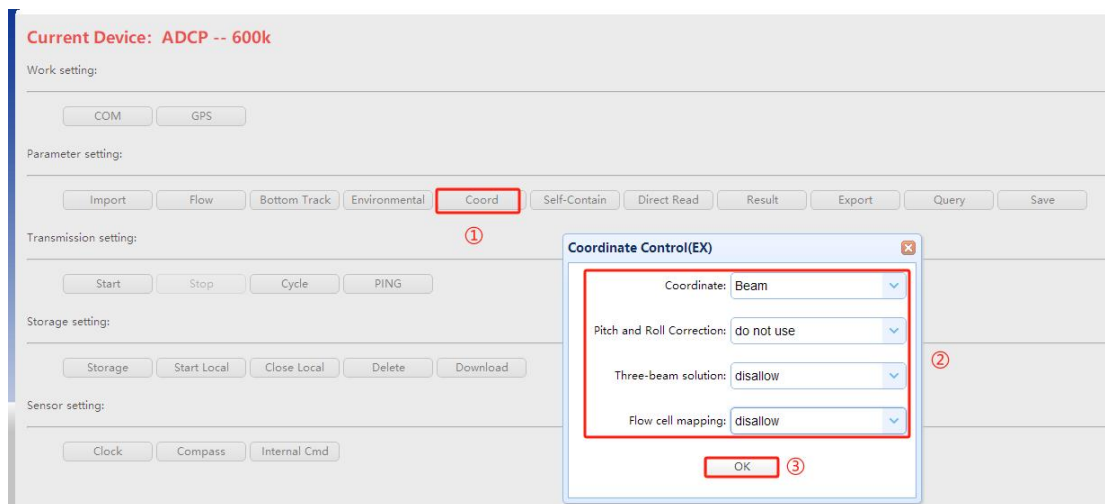 Current Device: ADCP -- 600k
Work setting:
COM GPS
Parameter setting:
Import Flow Bottom Track Environmental Coord Self-Contain Direct Read Result Export Query Save
①
Transmission setting:
Start Stop Cycle PING
Storage setting:
Storage Start Local Close Local Delete Download
Sensor setting:
Clock Compass Internal Cmd
Coordinate Control(EX)
Coordinate: Beam
Pitch and Roll Correction: do not use
②
Three-beam solution: disallow
Flow cell mapping: disallow
OK ③